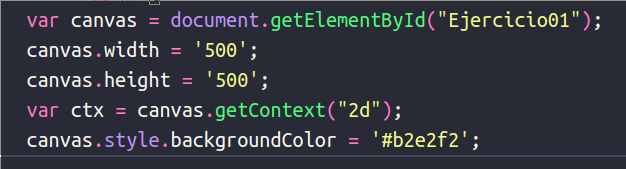 var canvas = document.getElementById("Ejercicio01");
canvas.width = '500';
canvas.height = '500';
var ctx = canvas.getContext("2d");
canvas.style.backgroundColor = '#b2e2f2';